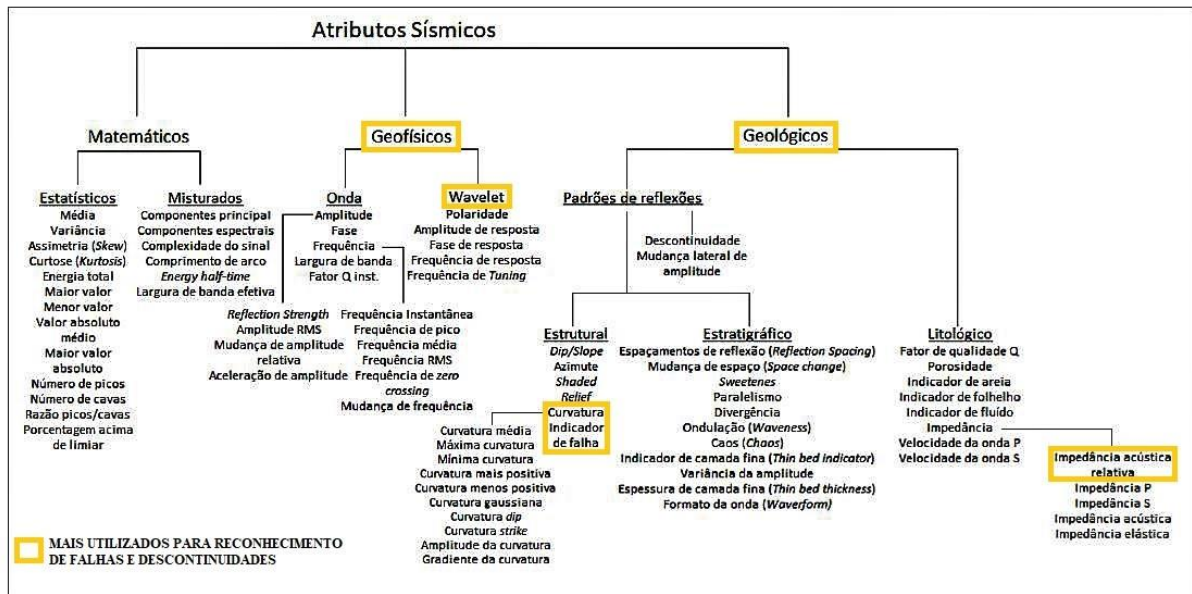 Atributos Sísmicos
Matemáticos
Geofísicos
Geológicos
Estatísticos
Média
Variância
Assimetria (Skew)
Curtose (Kurtosis)
Energia total
Maior valor
Menor valor
Valor absoluto
médio
Maior valor
absoluto
Número de picos
Número de cavas
Razão picos/cavas
Porcentagem acima
de limiar
Misturados
Componentes principal
Componentes espectrais
Complexidade do sinal
Comprimento de arco
Energy half-time
Largura de banda efetiva
Onda
Amplitude
Fase
Frequência
Largura de banda
Fator Q inst.
Wavelet
Polaridade
Amplitude de resposta
Fase de resposta
Frequência de resposta
Frequência de Tuning
Reflection Strength
Amplitude RMS
Mudança de amplitude
relativa
Aceleração de amplitude
Frequência Instantânea
Frequência de pico
Frequência média
Frequência RMS
Frequência de zero
crossing
Mudança de frequência
Padrões de reflexões
Descontinuidade
Mudança lateral de
amplitude
Estrutural
Dip/Slope
Azimute
Shaded
Relief
Curvatura
Indicador
de falha
Curvatura média
Máxima curvatura
Mínima curvatura
Curvatura mais positiva
Curvatura menos positiva
Curvatura gaussiana
Curvatura dip
Curvatura strike
Amplitude da curvatura
Gradiente da curvatura
Estratigráfico
Espaçamentos de reflexão (Reflection Spacing)
Mudança de espaço (Space change)
Sweetenes
Paralelismo
Divergência
Ondulação (Waveness)
Caos (Chaos)
Indicador de camada fina (Thin bed indicator)
Variância da amplitude
Espessura de camada fina (Thin bed thickness)
Formato da onda (Waverform)
Litológico
Fator de qualidade Q
Porosidade
Indicador de areia
Indicador de folhelho
Indicador de fluído
Impedância
Velocidade da onda P
Velocidade da onda S
Impedância acústica
relativa
Impedância P
Impedância S
Impedância acústica
Impedância elástica
MAIS UTILIZADOS PARA RECONHECIMENTO
DE FALHAS E DESCONTINUIDADES